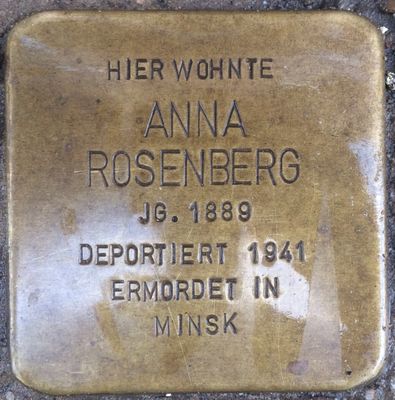 HIER WOHNTE
ANNA
ROSENBERG
JG. 1889
DEPORTIERT 1941
ERMORDET IN
MINSK